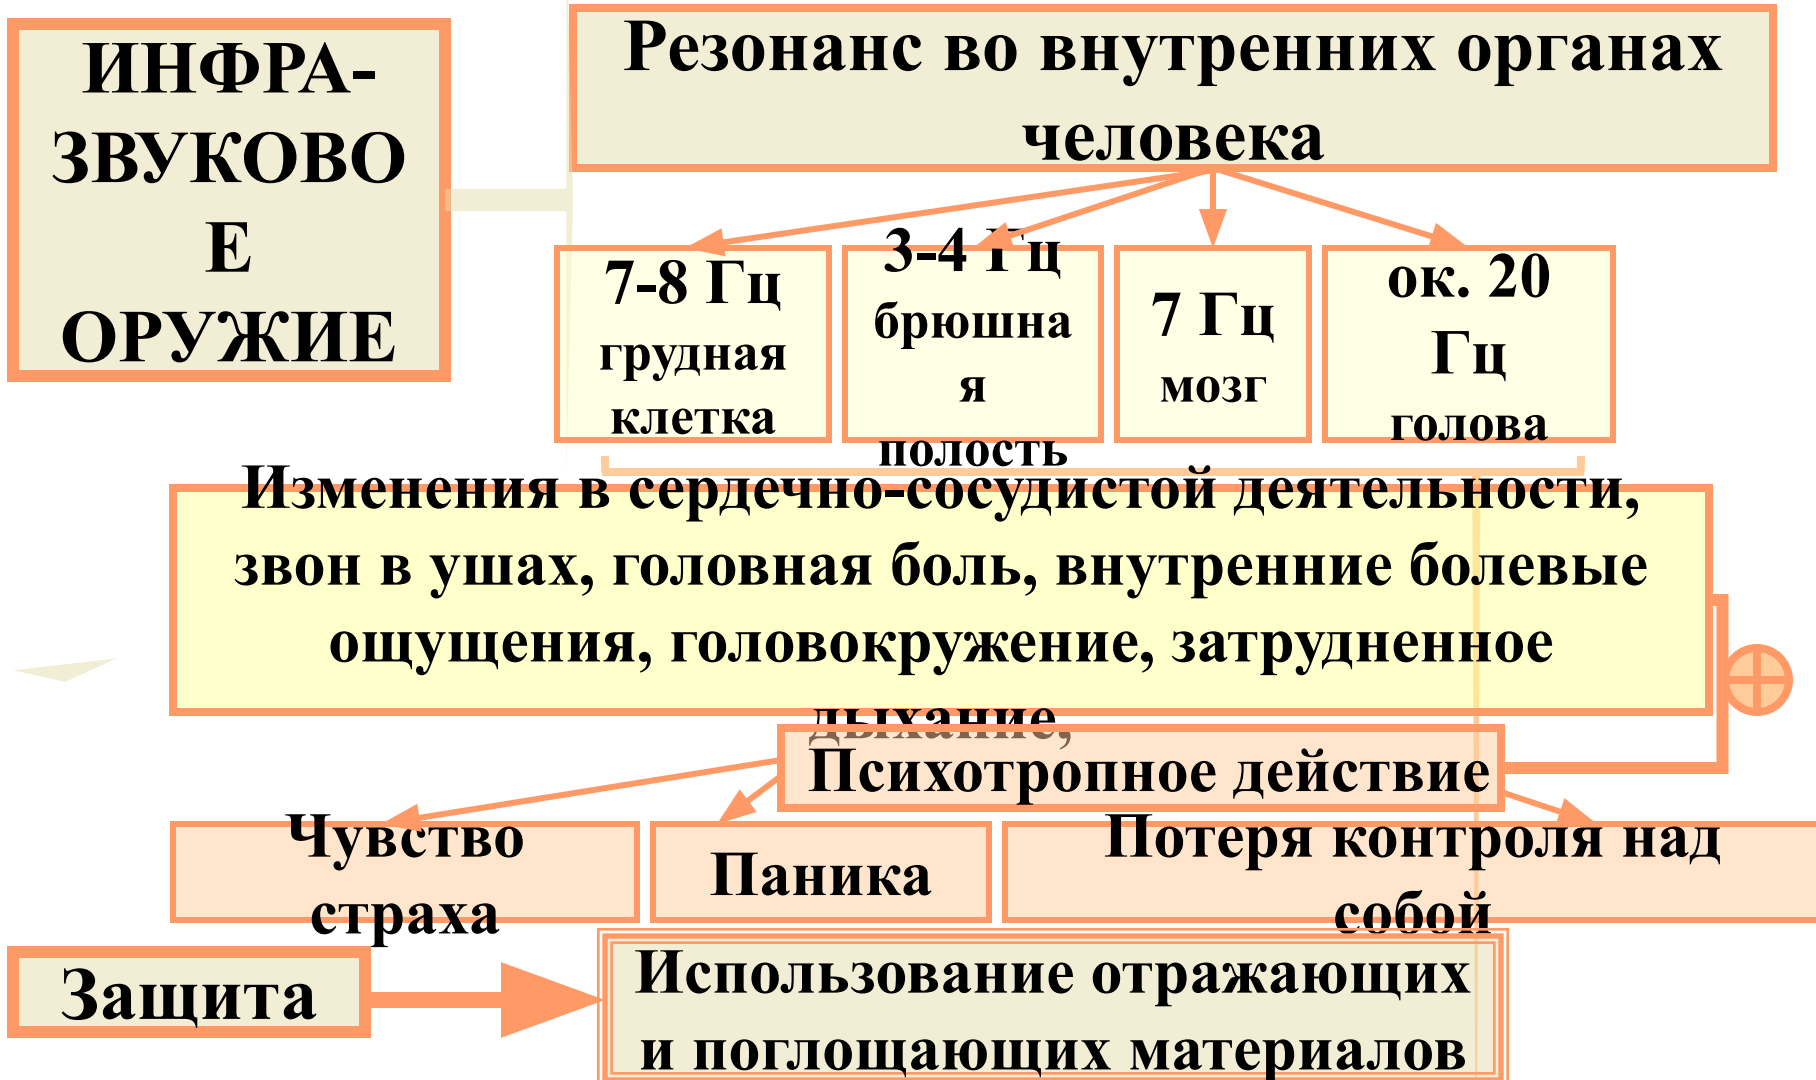 ИНФРА-
ЗВУКОВО
Е
ОРУЖИЕ
Резонанс во внутренних органах
человека
7-8 Гц
грудная
клетка
3-4 Гц
брюшна
я
полость
7 Гц
мозг
ок. 20
Гц
голова
Изменения в сердечно-сосудистой деятельности,
звон в ушах, головная боль, внутренние болевые
ощущения, головокружение, затрудненное
дыхание,
Психотропное действие
Чувство
страха
Паника
Потеря контроля над
собой
Защита
Использование отражающих
и поглощающих материалов